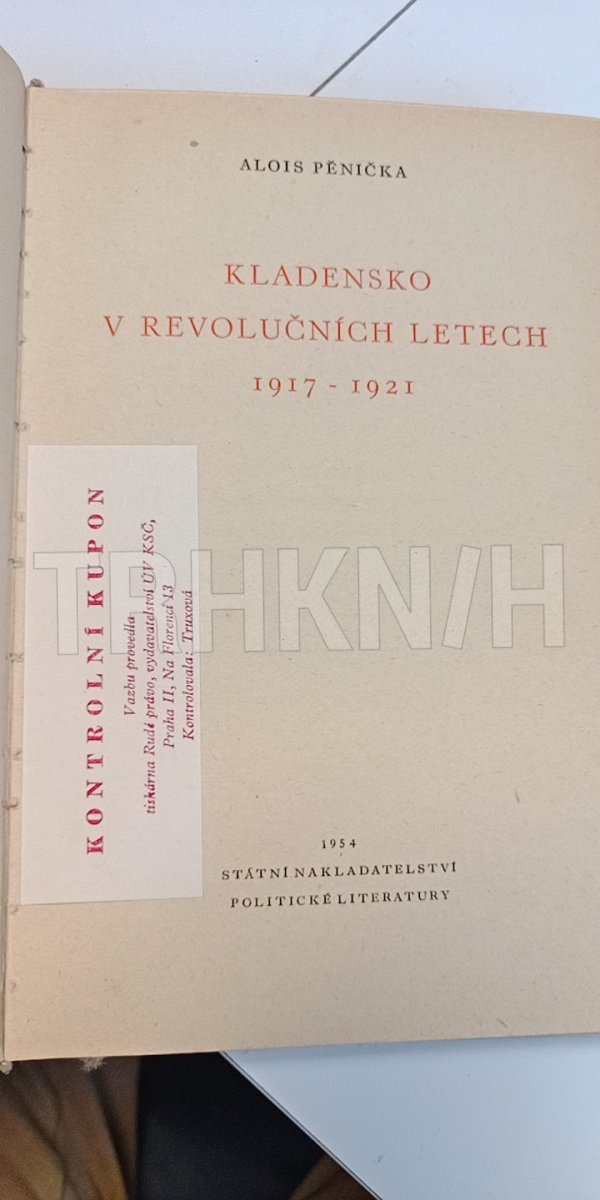 ALOIS PĚNIČKA
KLADENSKO
V REVOLUČNÍCH LETECH
1917 - 1921
KONTROLNÍ KUPON
Vazbu provedla
tiskárna Rudé právo, vydavatelství ÚV KSČ,
Praha II, Na Florenci 13
Kontrolovala: Truxová
TRHKNIH
1954
STÁTNÍ NAKLADATELSTVÍ
POLITICKÉ LITERATURY